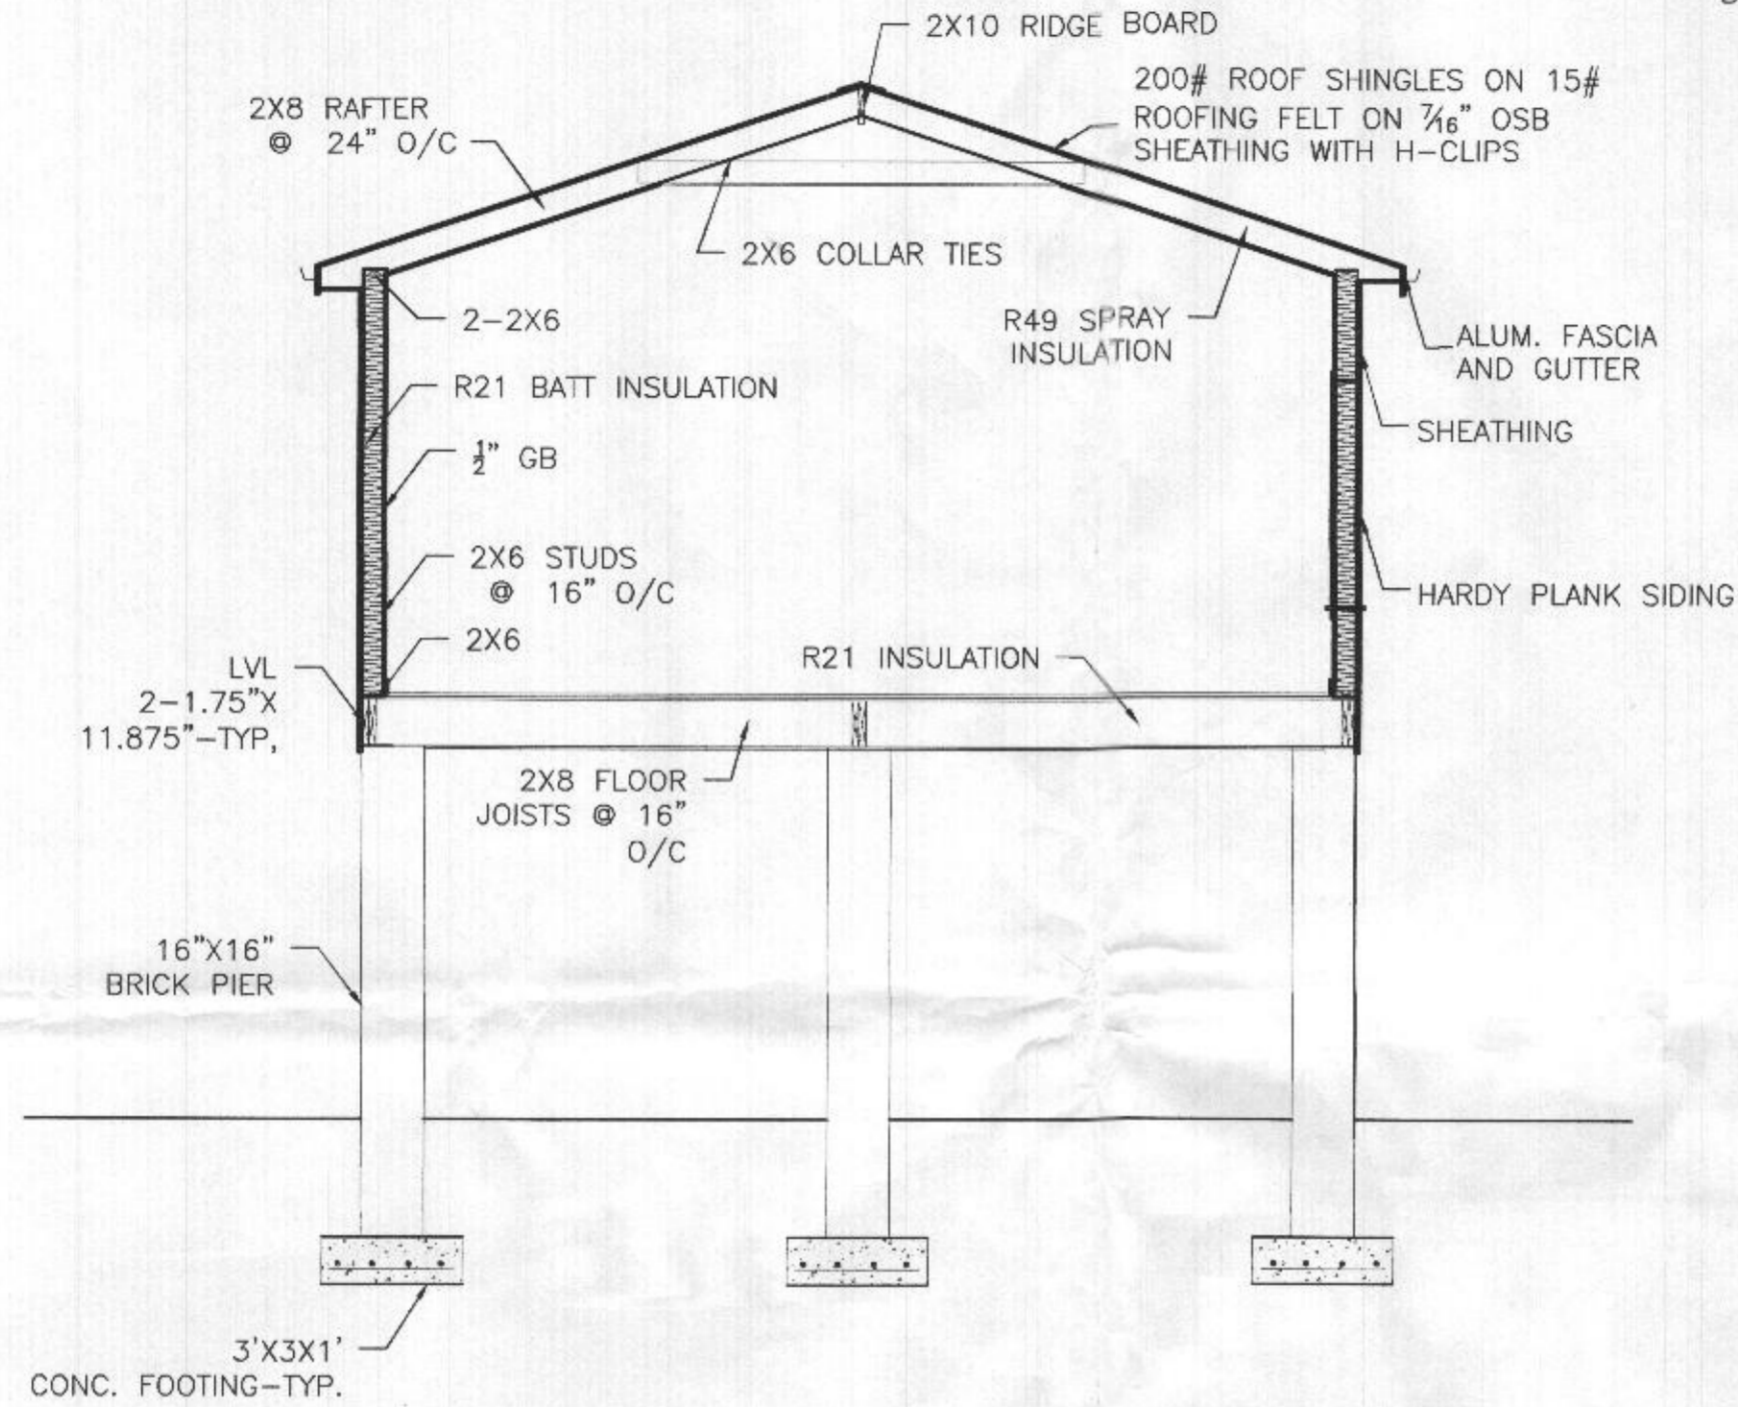 2X10 RIDGE BOARD
200# ROOF SHINGLES ON 15#
ROOFING FELT ON 7/16" OSB
SHEATHING WITH H-CLIPS
2X8 RAFTER
@ 24" O/C
2X6 COLLAR TIES
2-2X6
R49 SPRAY
INSULATION
ALUM. FASCIA
AND GUTTER
R21 BATT INSULATION
SHEATHING
1/2" GB
2X6 STUDS
@ 16" O/C
HARDY PLANK SIDING
2X6
R21 INSULATION
LVL
2-1.75"X
11.875"-TYP,
2X8 FLOOR
JOISTS @ 16"
O/C
16"X16"
BRICK PIER
3'X3X1'
CONC. FOOTING-TYP.